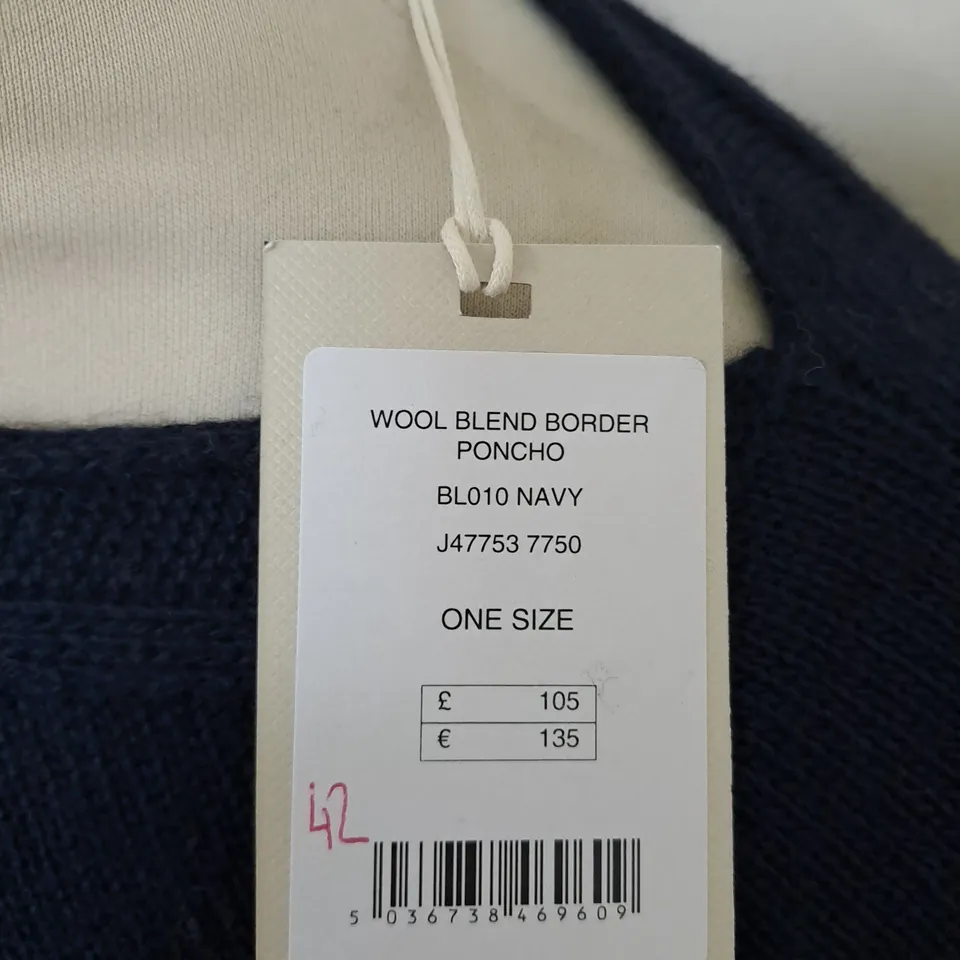 WOOL BLEND BORDER
PONCHO
BL010 NAVY
J47753 7750
ONE SIZE
£ 105
€ 135
42
5 036738 469609